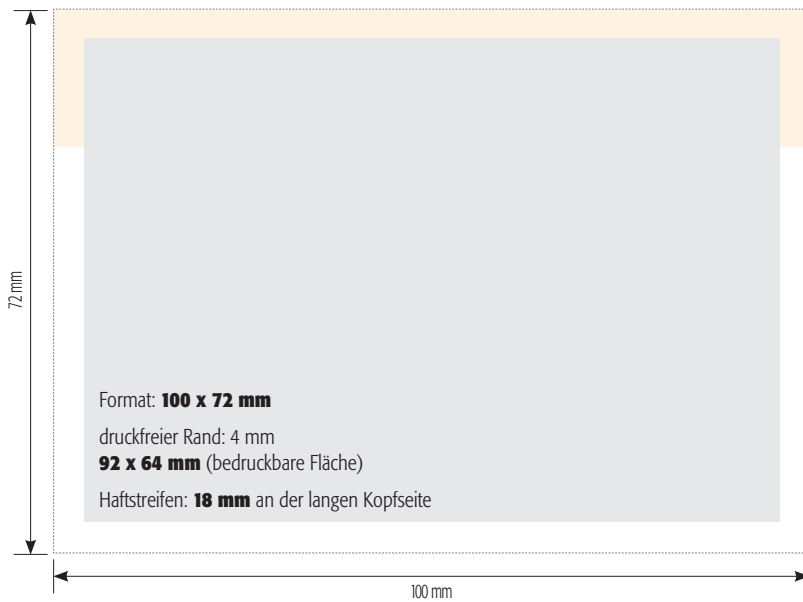 72 mm
Format: 100 x 72 mm
druckfreier Rand: 4 mm
92 x 64 mm (bedruckbare Fläche)
Haftstreifen: 18 mm an der langen Kopfseite
100 mm